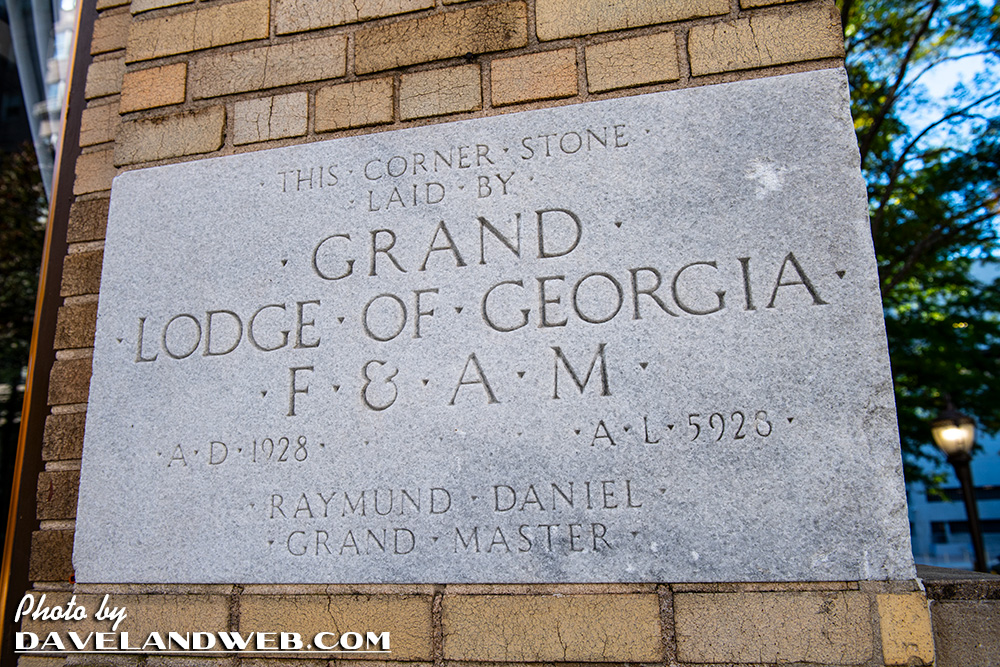 THIS · CORNER · STONE ·
· LAID · BY ·
· GRAND ·
· LODGE · OF · GEORGIA ·
· F · & · A · M ·
· A · D · 1928 ·
· A · L · 5928 ·
· RAYMUND · DANIEL ·
· GRAND · MASTER ·
Photo by
DAVELANDWEB.COM